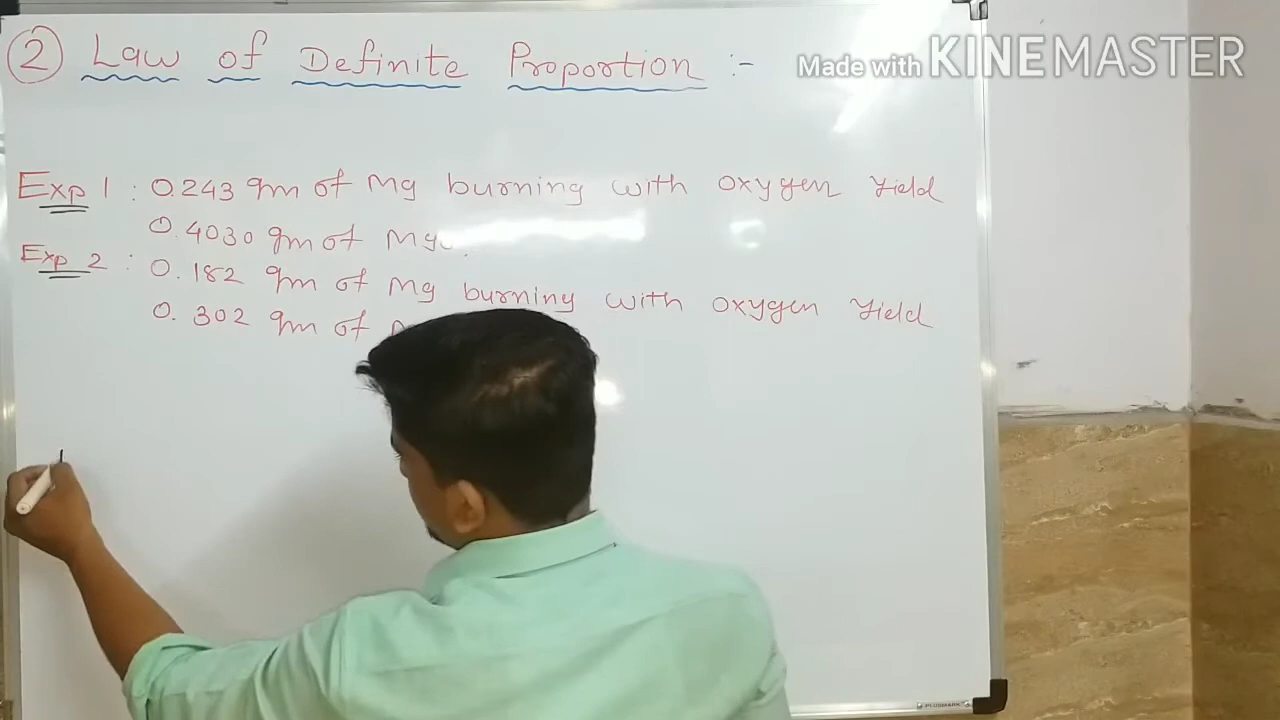 ② Law of Definite Proportion :-
Made with KINEMASTER
Exp 1 : 0.243 gm of Mg burning with oxygen yield
0.4030 gm of
Exp 2 : 0.182 gm of Mg burning with oxygen yield
0.302 gm of
PLUSMARK